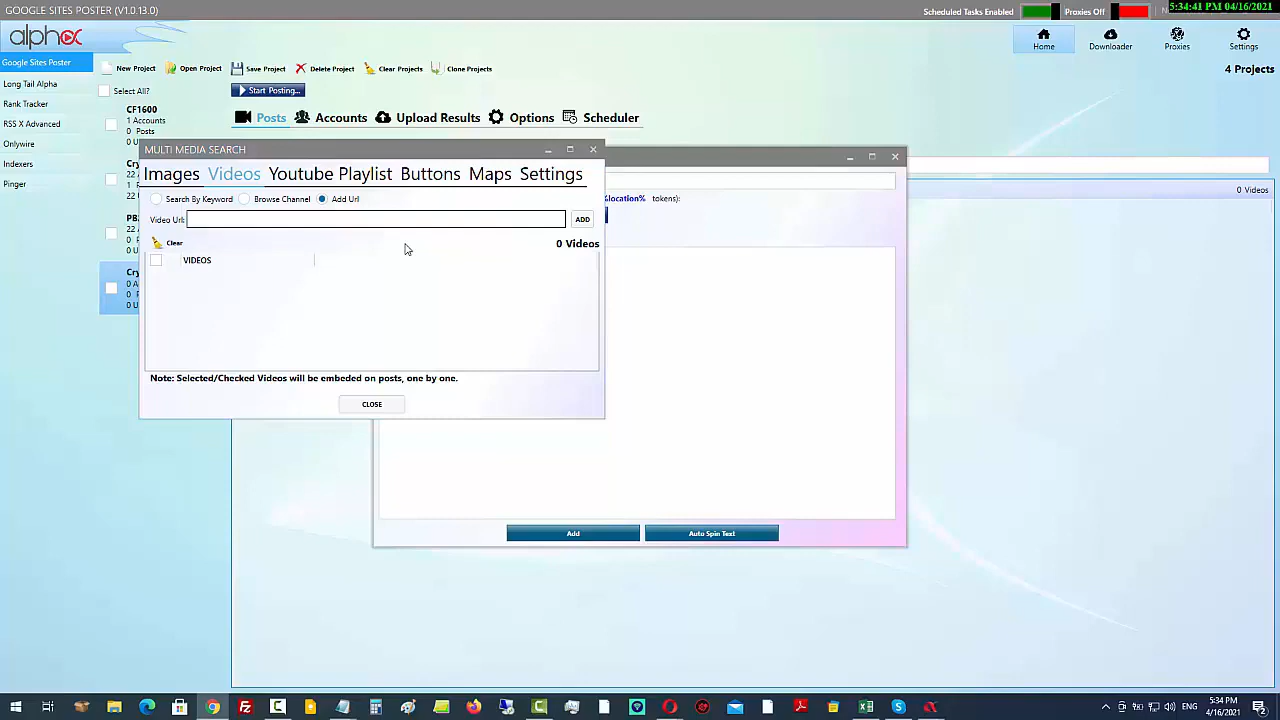 GOOGLE SITES POSTER (V1.0.13.0)
Scheduled Tasks Enabled
Proxies Off
5:34:41 PM 04/16/2021
alphex
Home
Downloader
Proxies
Settings
Google Sites Poster
Long Tail Alpha
Rank Tracker
RSS X Advanced
Onlywire
Indexers
Pinger
New Project
Open Project
Save Project
Delete Project
Clear Projects
Clone Projects
4 Projects
Select All?
Start Posting...
CF1600
1 Accounts
0 Posts
Posts
Accounts
Upload Results
Options
Scheduler
MULTI MEDIA SEARCH
Images Videos Youtube Playlist Buttons Maps Settings
Search By Keyword
Browse Channel
Add Url
Video Url:
ADD
Clear
0 Videos
VIDEOS
Note: Selected/Checked Videos will be embeded on posts, one by one.
CLOSE
location% tokens):
0 Videos
Add
Auto Spin Text
ENG
5:34 PM
4/16/2021